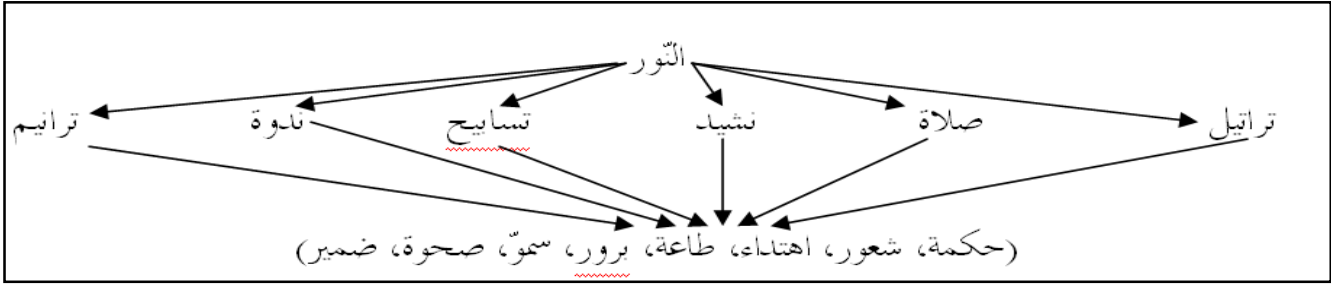 النّور
تراتيل صلاة نشيد تسابيح ندوة ترانيم
(حكمة، شعور، اهتداء، طاعة، برور، سموّ، صحوة، ضمير)